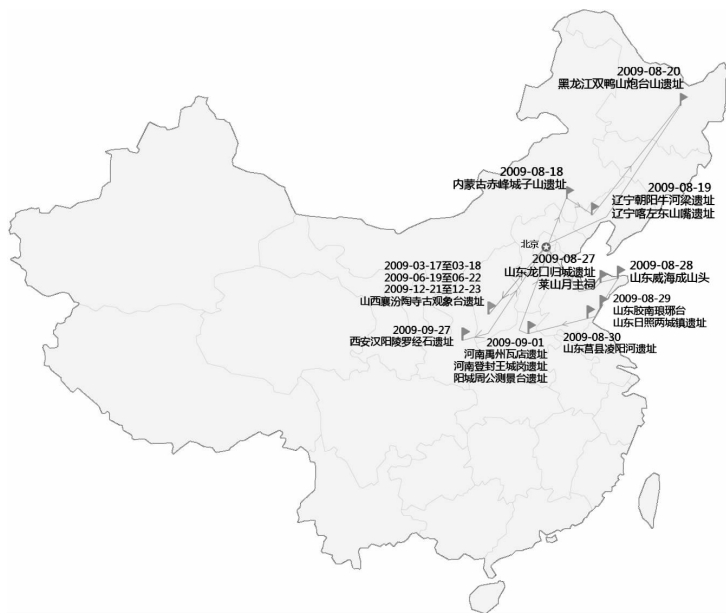 2009-08-20
黑龙江双鸭山炮台山遗址
2009-08-18
内蒙古赤峰城子山遗址
2009-08-19
辽宁朝阳牛河梁遗址
辽宁喀左东山嘴遗址
北京
2009-08-27
山东龙口归城遗址
莱山月主祠
2009-08-28
山东威海成山头
2009-03-17至03-18
2009-06-19至06-22
2009-12-21至12-23
山西襄汾陶寺古观象台遗址
2009-08-29
山东胶南琅琊台
山东日照两城镇遗址
2009-09-27
西安汉阳陵罗经石遗址
2009-09-01
河南禹州瓦店遗址
河南登封王城岗遗址
阳城周公测景台遗址
2009-08-30
山东莒县凌阳河遗址